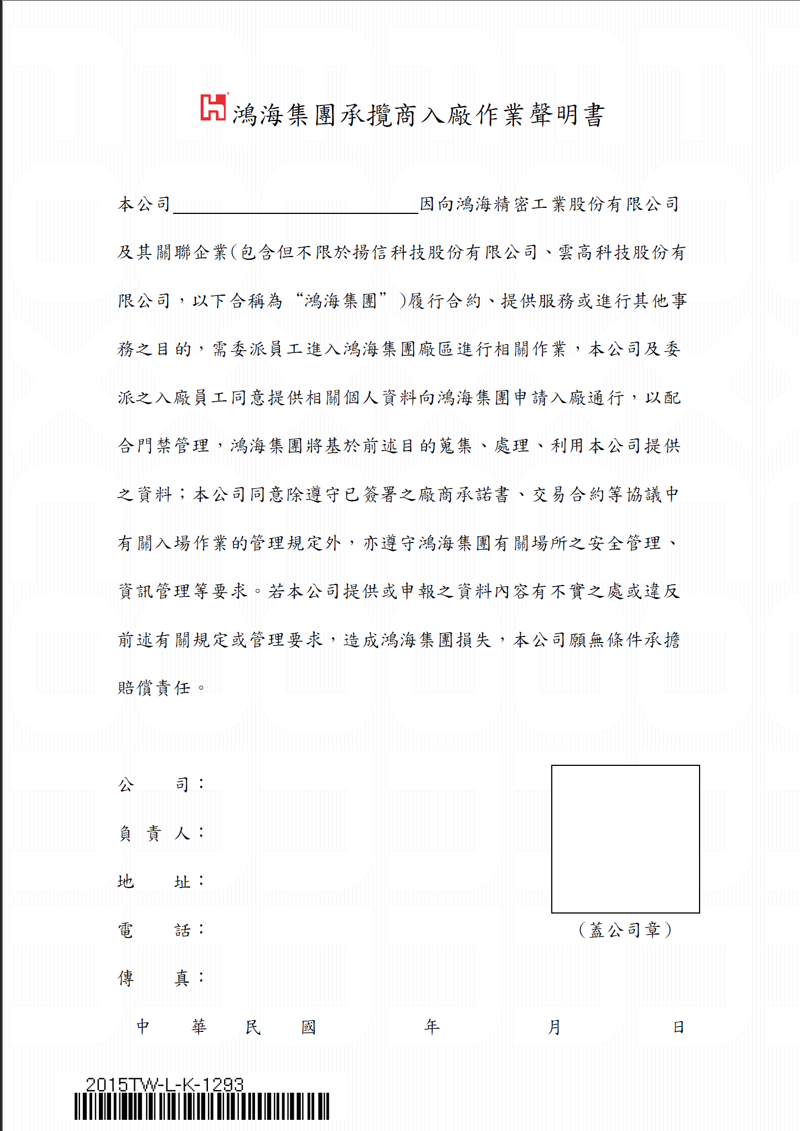 鴻海集團承攬商入廠作業聲明書
本公司__________________________因向鴻海精密工業股份有限公司
及其關聯企業(包含但不限於揚信科技股份有限公司、雲高科技股份有
限公司，以下合稱為“鴻海集團”)履行合約、提供服務或進行其他事
務之目的，需委派員工進入鴻海集團廠區進行相關作業，本公司及委
派之入廠員工同意提供相關個人資料向鴻海集團申請入廠通行，以配
合門禁管理，鴻海集團將基於前述目的蒐集、處理、利用本公司提供
之資料；本公司同意除遵守已簽署之廠商承諾書、交易合約等協議中
有關入場作業的管理規定外，亦遵守鴻海集團有關場所之安全管理、
資訊管理等要求。若本公司提供或申報之資料內容有不實之處或違反
前述有關規定或管理要求，造成鴻海集團損失，本公司願無條件承擔
賠償責任。
公　　司：
負 責 人：
地　　址：
電　　話：
（蓋公司章）
傳　　真：
中　華　民　國　　　　年　　　　月　　　　日
2015TW-L-K-1293